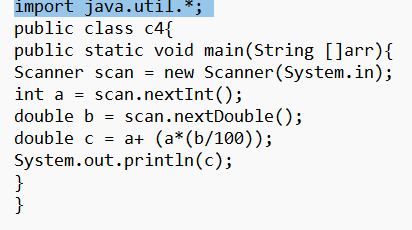 import java.util.*;
public class c4{
public static void main(String []arr){
Scanner scan = new Scanner(System.in);
int a = scan.nextInt();
double b = scan.nextDouble();
double c = a+ (a*(b/100));
System.out.println(c);
}
}